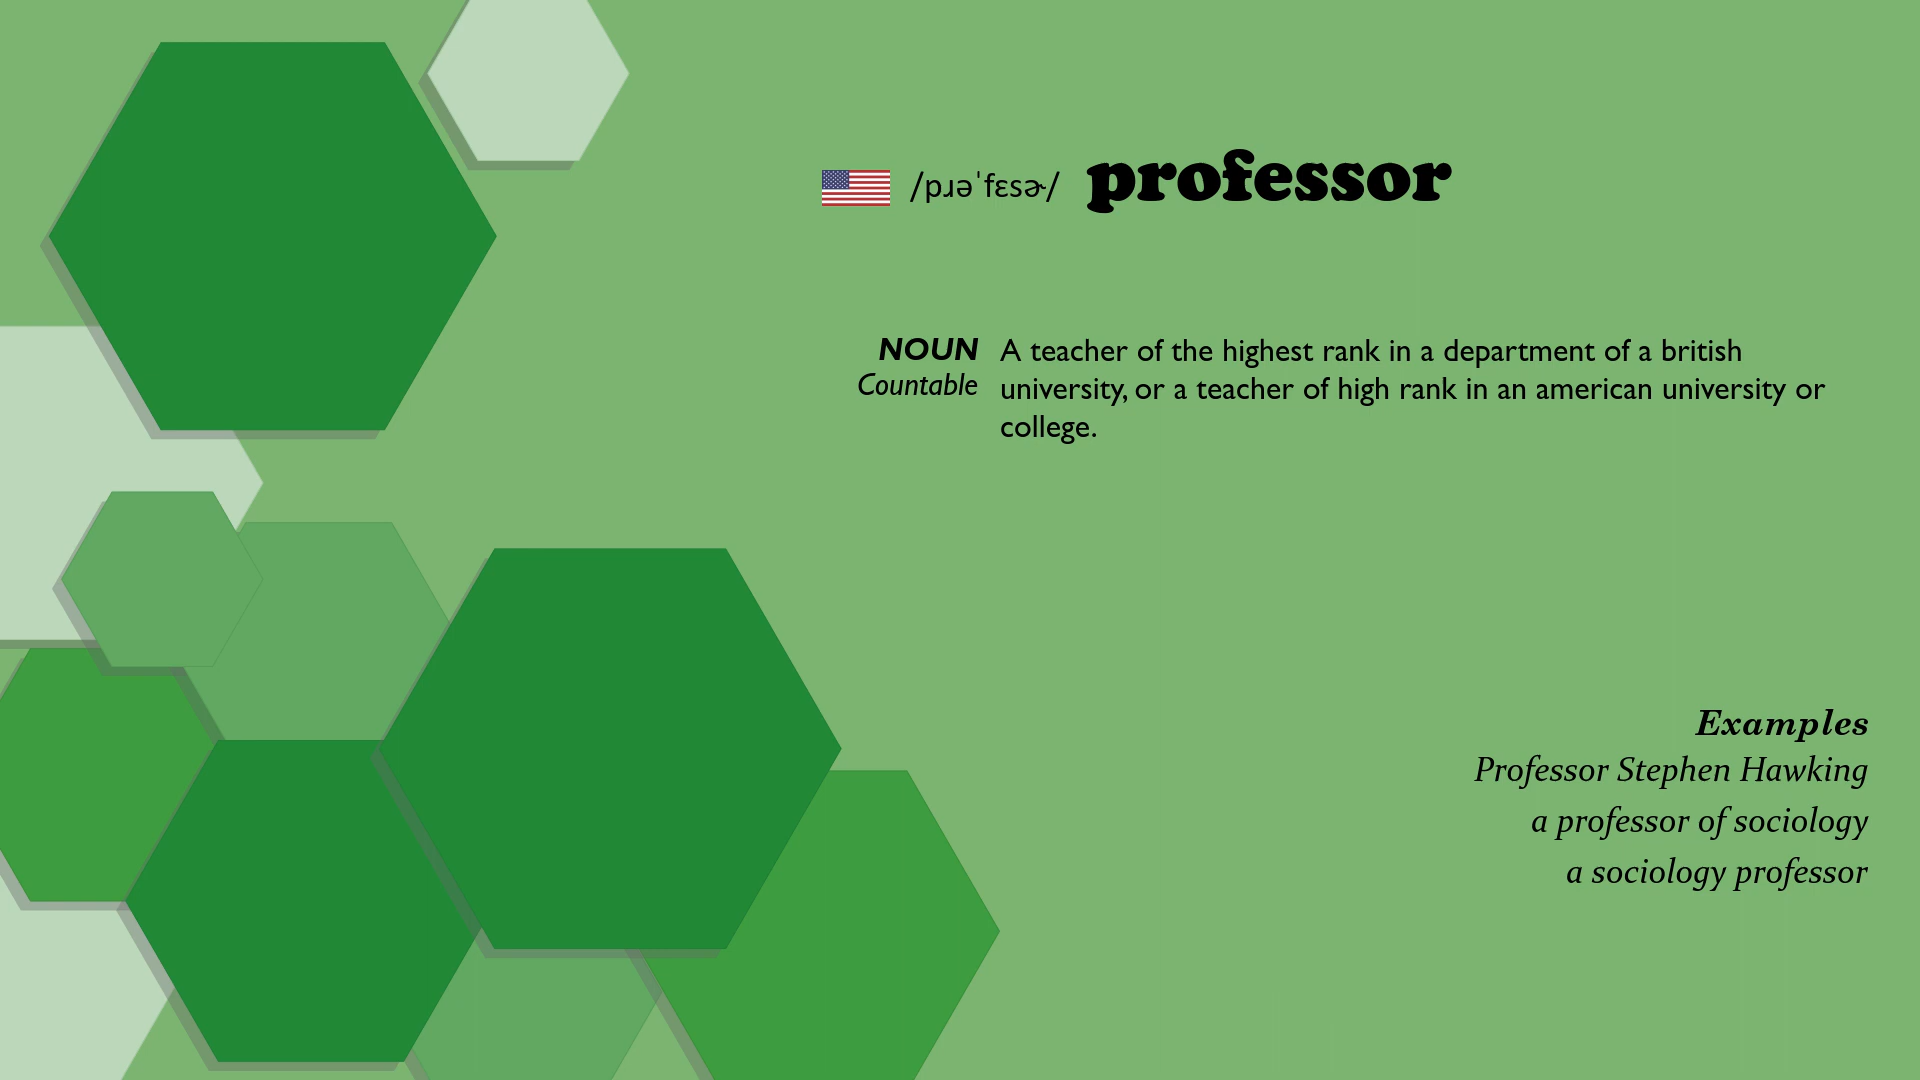 /pɹəˈfɛsɚ/ professor
NOUN
Countable
A teacher of the highest rank in a department of a british
university, or a teacher of high rank in an american university or
college.
Examples
Professor Stephen Hawking
a professor of sociology
a sociology professor